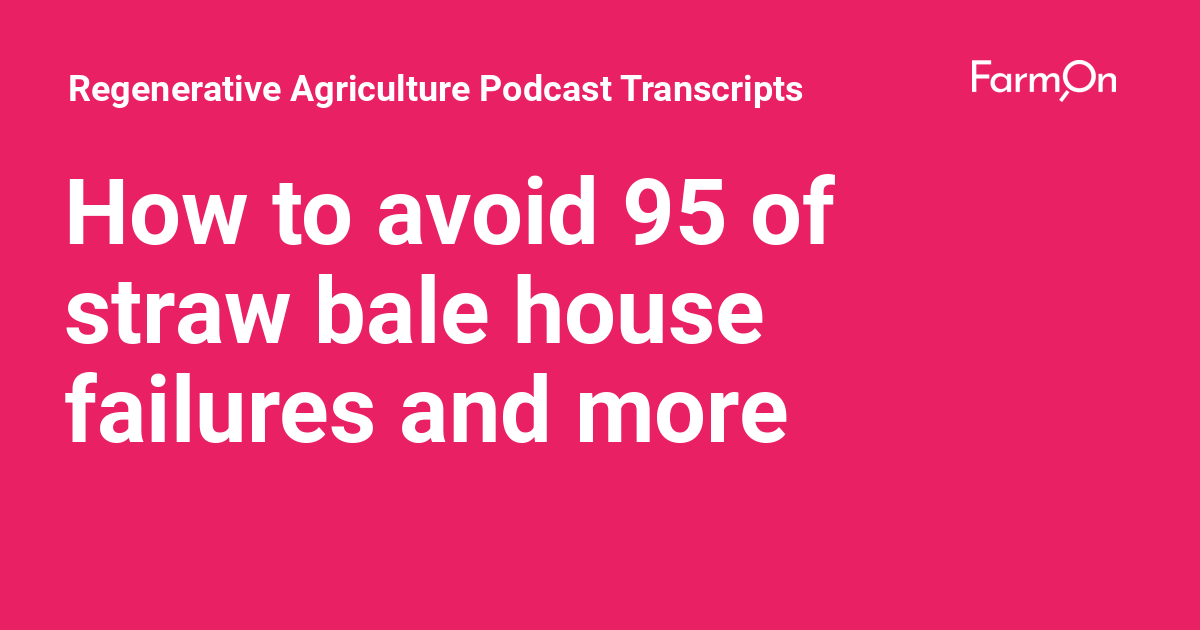 Regenerative Agriculture Podcast Transcripts
FarmOn
How to avoid 95 of
straw bale house
failures and more